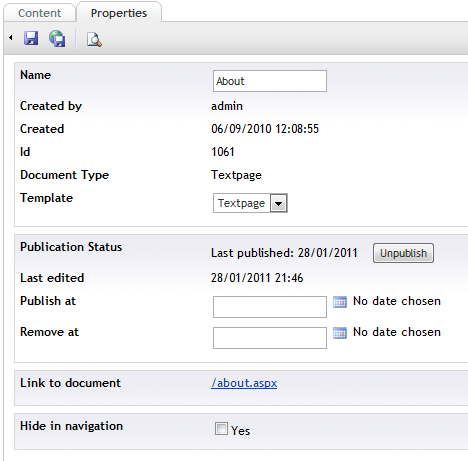 Content Properties
Name About
Created by admin
Created 06/09/2010 12:08:55
Id 1061
Document Type Textpage
Template Textpage
Publication Status Last published: 28/01/2011 Unpublish
Last edited 28/01/2011 21:46
Publish at No date chosen
Remove at No date chosen
Link to document /about.aspx
Hide in navigation Yes